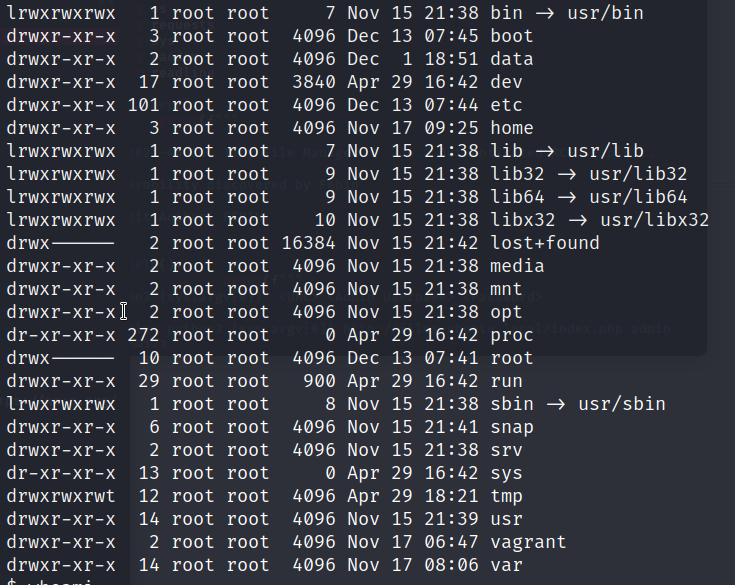 lrwxrwxrwx 1 root root 7 Nov 15 21:38 bin → usr/bin
drwxr-xr-x 3 root root 4096 Dec 13 07:45 boot
drwxr-xr-x 2 root root 4096 Dec 1 18:51 data
drwxr-xr-x 17 root root 3840 Apr 29 16:42 dev
drwxr-xr-x 101 root root 4096 Dec 13 07:44 etc
drwxr-xr-x 3 root root 4096 Nov 17 09:25 home
lrwxrwxrwx 1 root root 7 Nov 15 21:38 lib → usr/lib
lrwxrwxrwx 1 root root 9 Nov 15 21:38 lib32 → usr/lib32
lrwxrwxrwx 1 root root 9 Nov 15 21:38 lib64 → usr/lib64
lrwxrwxrwx 1 root root 10 Nov 15 21:38 libx32 → usr/libx32
drwx------ 2 root root 16384 Nov 15 21:42 lost+found
drwxr-xr-x 2 root root 4096 Nov 15 21:38 media
drwxr-xr-x 2 root root 4096 Nov 15 21:38 mnt
drwxr-xr-x 2 root root 4096 Nov 15 21:38 opt
dr-xr-xr-x 272 root root 0 Apr 29 16:42 proc
drwx------ 10 root root 4096 Dec 13 07:41 root
drwxr-xr-x 29 root root 900 Apr 29 16:42 run
lrwxrwxrwx 1 root root 8 Nov 15 21:38 sbin → usr/sbin
drwxr-xr-x 6 root root 4096 Nov 15 21:41 snap
drwxr-xr-x 2 root root 4096 Nov 15 21:38 srv
dr-xr-xr-x 13 root root 0 Apr 29 16:42 sys
drwxrwxrwt 12 root root 4096 Apr 29 18:21 tmp
drwxr-xr-x 14 root root 4096 Nov 15 21:39 usr
drwxr-xr-x 2 root root 4096 Nov 17 06:47 vagrant
drwxr-xr-x 14 root root 4096 Nov 17 08:06 var